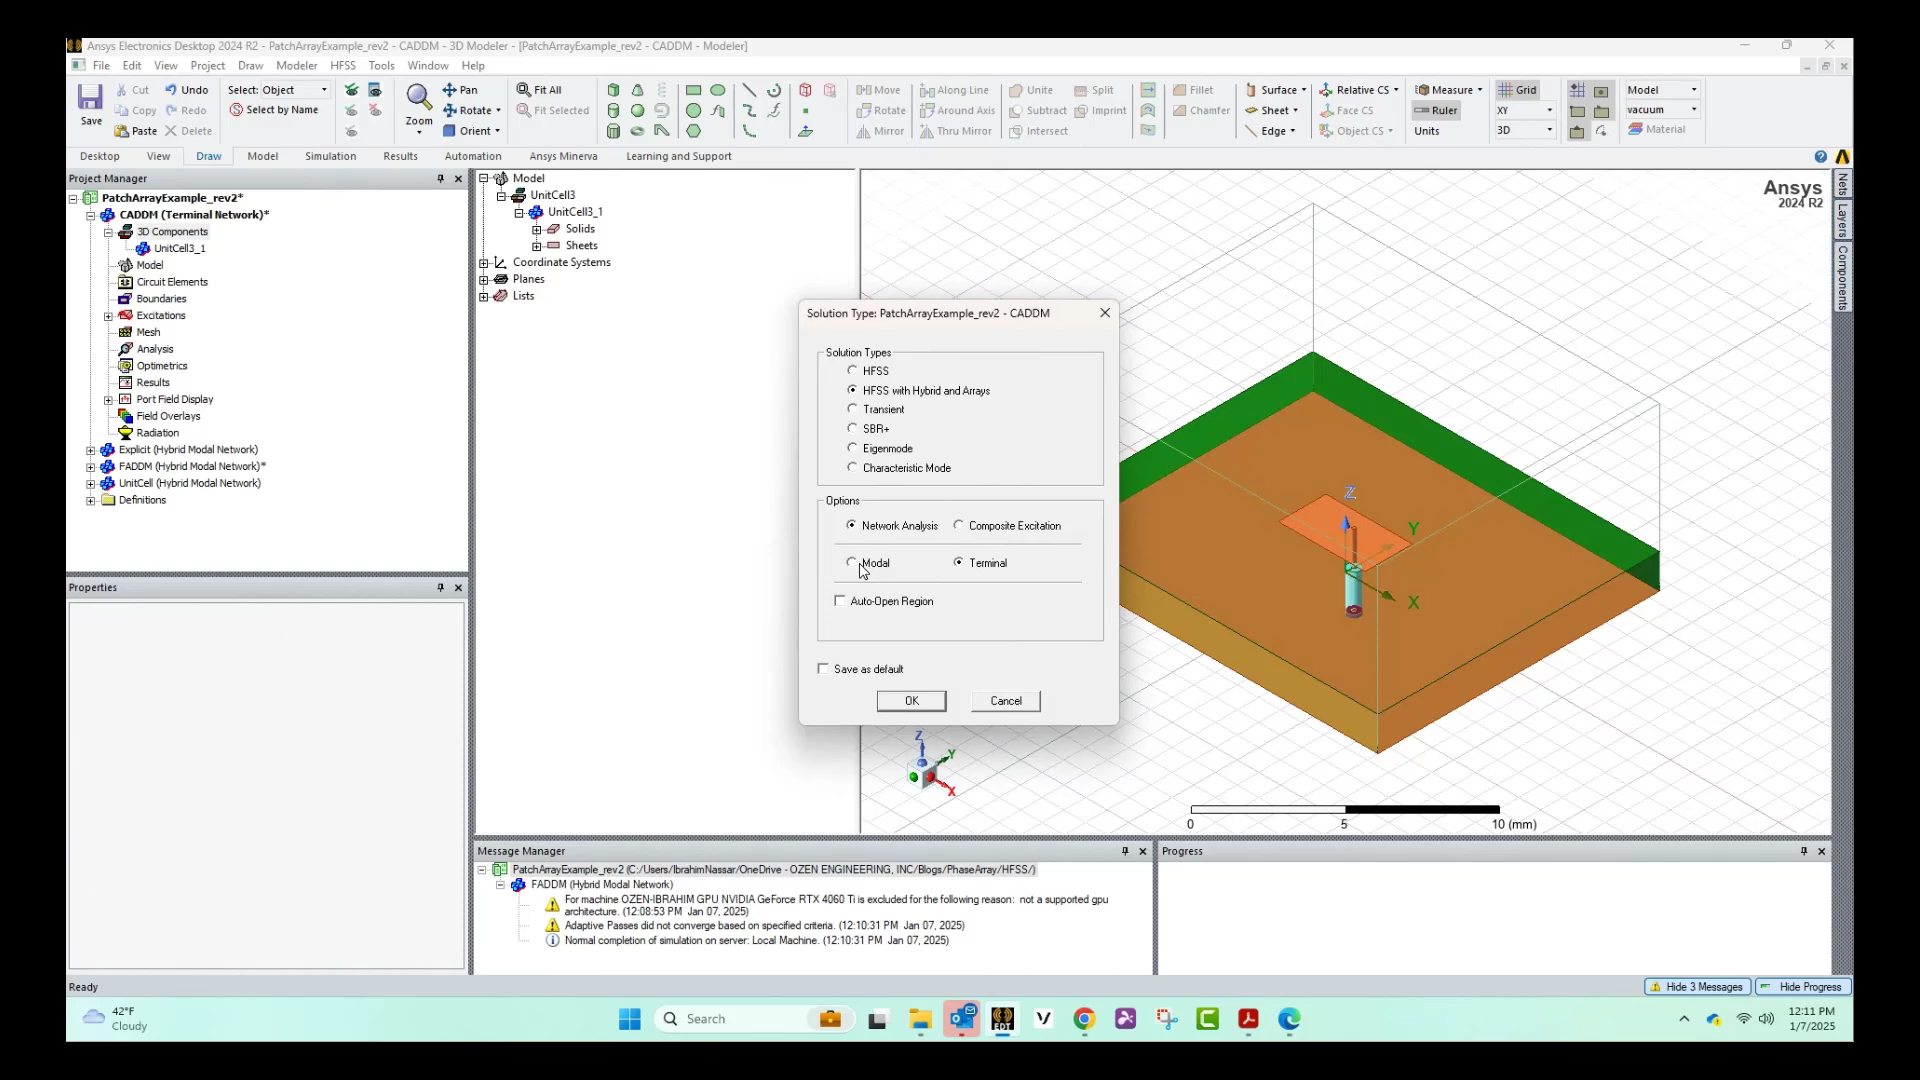 Ansys Electronics Desktop 2024 R2 - PatchArrayExample_rev2 - CADDM - 3D Modeler - [PatchArrayExample_rev2 - CADDM - Modeler]
File Edit View Project Draw Modeler HFSS Tools Window Help
Save Cut Copy Paste Undo Redo Delete Select: Object Select by Name Zoom Pan Rotate Orient Fit All Fit Selected
Move Rotate Mirror Along Line Around Axis Thru Mirror Unite Subtract Intersect Split Imprint Fillet Chamfer
Surface Sheet Edge Relative CS Face CS Object CS Measure Ruler Units Grid XY 3D Model vacuum Material
Desktop View Draw Model Simulation Results Automation Ansys Minerva Learning and Support
Project Manager
PatchArrayExample_rev2*
CADDM (Terminal Network)*
3D Components
UnitCell3_1
Model
Circuit Elements
Boundaries
Excitations
Mesh
Analysis
Optimetrics
Results
Port Field Display
Field Overlays
Radiation
Explicit (Hybrid Modal Network)
FADDM (Hybrid Modal Network)*
UnitCell (Hybrid Modal Network)
Definitions
Properties
Model
UnitCell3
UnitCell3_1
Solids
Sheets
Coordinate Systems
Planes
Lists
Solution Type: PatchArrayExample_rev2 - CADDM
Solution Types
HFSS
HFSS with Hybrid and Arrays
Transient
SBR+
Eigenmode
Characteristic Mode
Options
Network Analysis Composite Excitation
Modal Terminal
Auto-Open Region
Save as default
OK Cancel
Ansys
2024 R2
Nets
Layers
Components
Z
Y
X
Z
Y
X
0 5 10 (mm)
Message Manager
PatchArrayExample_rev2 (C:/Users/IbrahimNassar/OneDrive - OZEN ENGINEERING, INC/Blogs/PhaseArray/HFSS/)
FADDM (Hybrid Modal Network)
For machine OZEN-IBRAHIM GPU NVIDIA GeForce RTX 4060 Ti is excluded for the following reason: not a supported gpu
architecture. (12:08:53 PM Jan 07, 2025)
Adaptive Passes did not converge based on specified criteria. (12:10:31 PM Jan 07, 2025)
Normal completion of simulation on server: Local Machine. (12:10:31 PM Jan 07, 2025)
Progress
Ready
Hide 3 Messages Hide Progress
42°F
Cloudy
Search
EDT
12:11 PM
1/7/2025